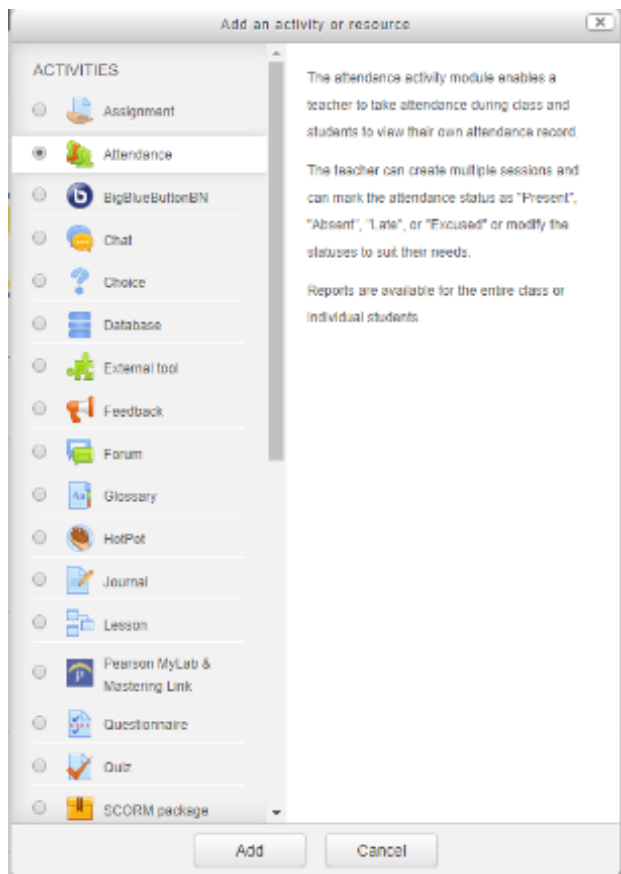 Add an activity or resource
ACTIVITIES
Assignment
Attendance
BigBlueButtonBN
Chat
Choice
Database
External tool
Feedback
Forum
Glossary
HotPot
Journal
Lesson
Pearson MyLab &
Mastering Link
Questionnaire
Quiz
SCORM package
The attendance activity module enables a
teacher to take attendance during class and
students to view their own attendance record.
The teacher can create multiple sessions and
can mark the attendance status as "Present",
"Absent", "Late", or "Excused" or modify the
statuses to suit their needs.
Reports are available for the entire class or
individual students.
Add
Cancel